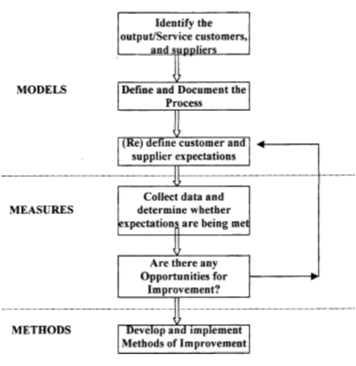 Identify the
output/Service customers,
and suppliers
MODELS
Define and Document the
Process
(Re) define customer and
supplier expectations
MEASURES
Collect data and
determine whether
expectations are being met
Are there any
Opportunities for
Improvement?
METHODS
Develop and implement
Methods of Improvement